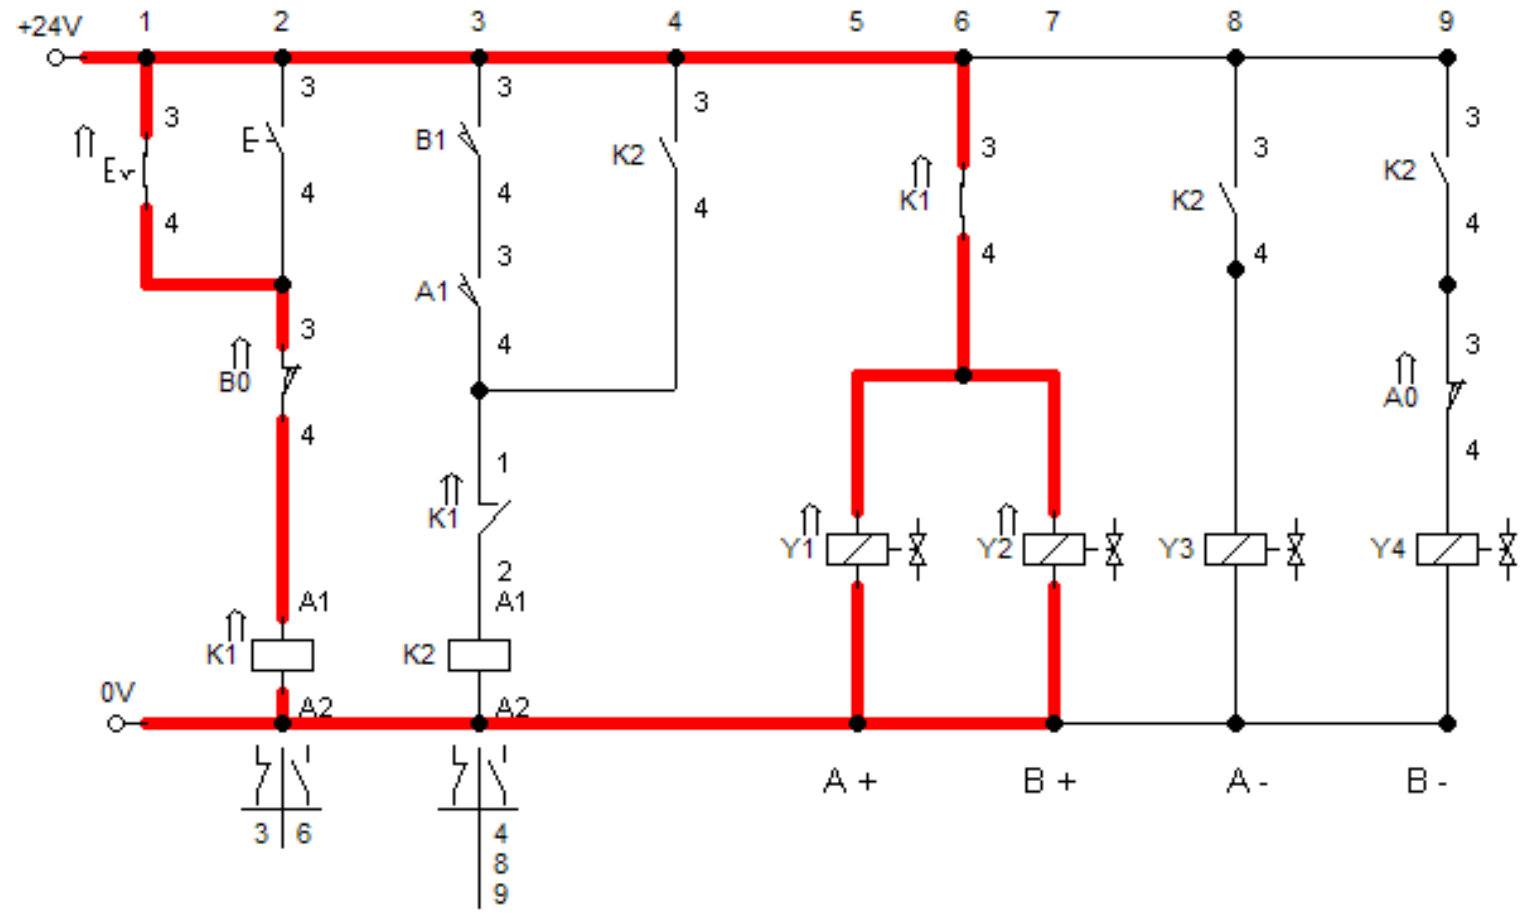 +24V 1 2 3 4 5 6 7 8 9
3 3 3 3
3 3 3 3
B1 K2 K2
K1 K2
4 4 4 4
4 4 4
3
A1
3 4 3
B0 A0
4 4
1
K1
Y1 Y2 Y3 Y4
2
A1 A1
K1 K2
0V A2 A2
A + B + A - B -
3 6 4
8
9